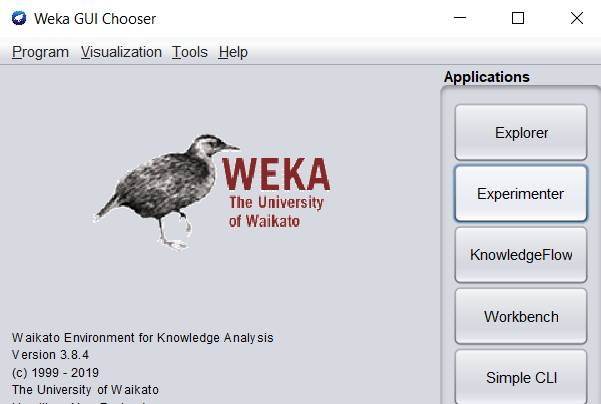 Weka GUI Chooser
Program Visualization Tools Help
Applications
Explorer
Experimenter
KnowledgeFlow
Workbench
Simple CLI
WEKA
The University
of Waikato
Waikato Environment for Knowledge Analysis
Version 3.8.4
(c) 1999 - 2019
The University of Waikato